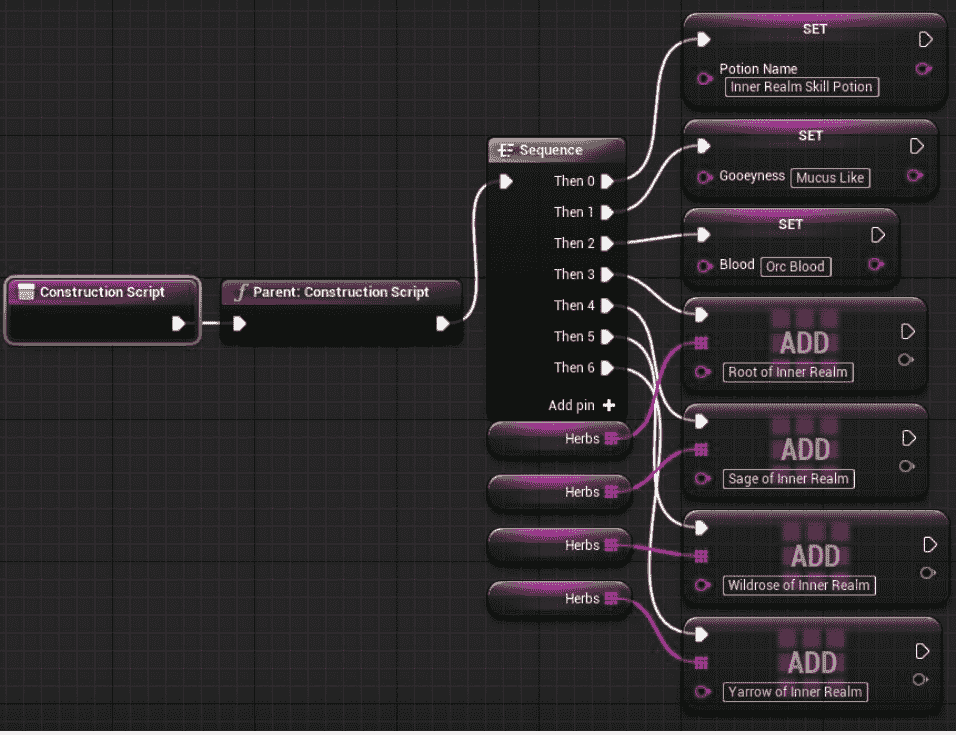 Construction Script
Parent: Construction Script
Sequence
Then 0
Then 1
Then 2
Then 3
Then 4
Then 5
Then 6
Add pin
Herbs
Herbs
Herbs
Herbs
SET
Potion Name
Inner Realm Skill Potion
SET
Gooeyness Mucus Like
SET
Blood Orc Blood
ADD
Root of Inner Realm
ADD
Sage of Inner Realm
ADD
Wildrose of Inner Realm
ADD
Yarrow of Inner Realm